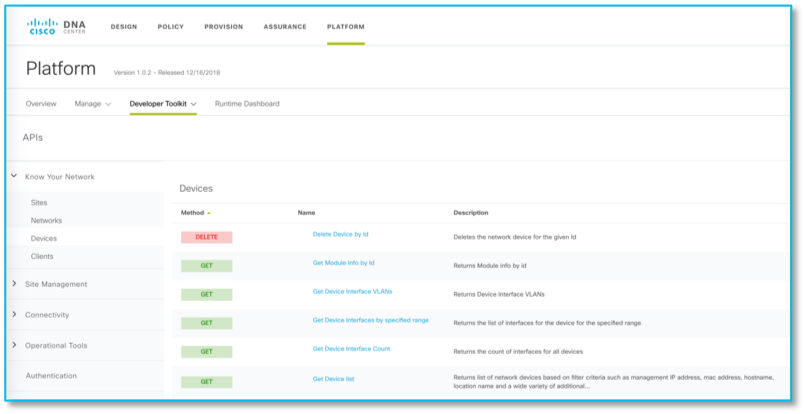 CISCO DNA CENTER DESIGN POLICY PROVISION ASSURANCE PLATFORM
Platform Version 1.0.2 - Released 12/16/2018
Overview Manage Developer Toolkit Runtime Dashboard
APIs
Know Your Network
Sites
Networks
Devices
Clients
Site Management
Connectivity
Operational Tools
Authentication
Devices
Method Name Description
DELETE Delete Device by Id Deletes the network device for the given Id
GET Get Module Info by Id Returns Module info by id
GET Get Device Interface VLANs Returns Device Interface VLANs
GET Get Device Interfaces by specified range Returns the list of interfaces for the device for the specified range
GET Get Device Interface Count Returns the count of interfaces for all devices
GET Get Device list Returns list of network devices based on filter criteria such as management IP address, mac address, hostname,
location name and a wide variety of additional...